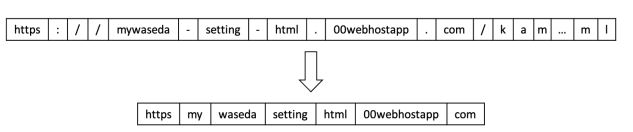 https : / / mywaseda - setting - html . 00webhostapp . com / k a m ... m l
https my waseda setting html 00webhostapp com